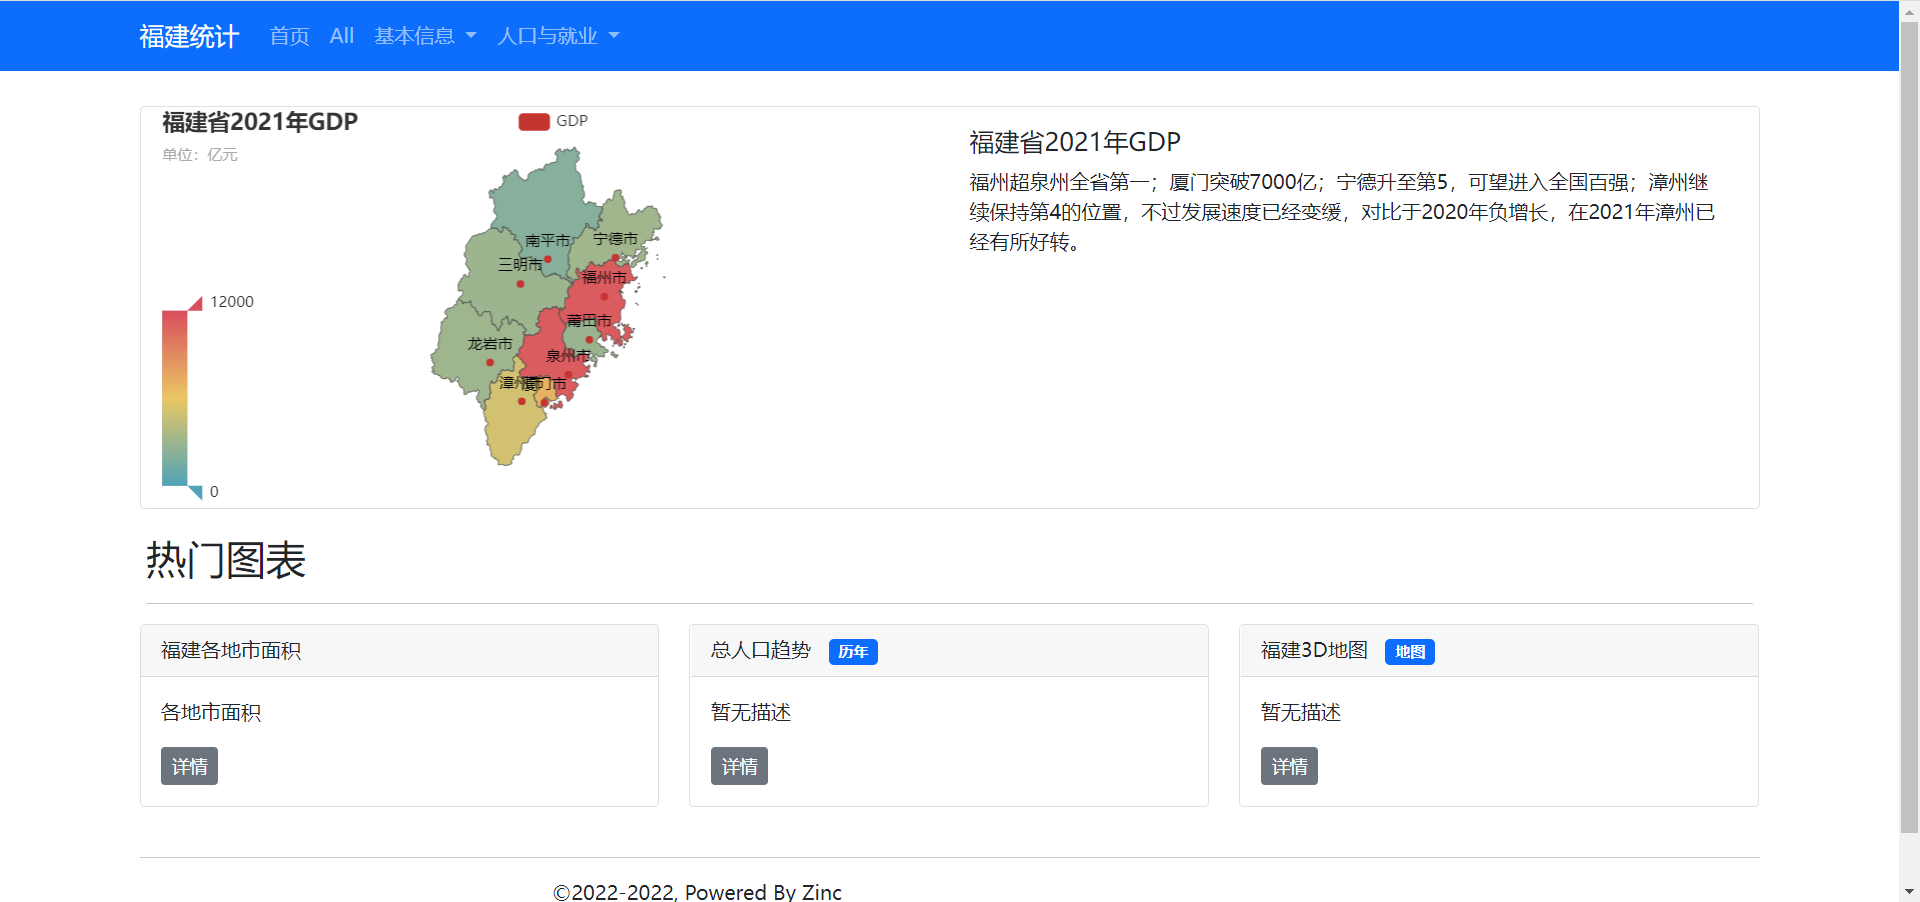 福建统计 首页 All 基本信息 人口与就业
福建省2021年GDP
单位：亿元
GDP
12000
0
南平市
宁德市
三明市
福州市
莆田市
龙岩市
泉州市
漳州
厦门市
福建省2021年GDP
福州超泉州全省第一；厦门突破7000亿；宁德升至第5，可望进入全国百强；漳州继
续保持第4的位置，不过发展速度已经变缓，对比于2020年负增长，在2021年漳州已
经有所好转。
热门图表
福建各地市面积
各地市面积
详情
总人口趋势 历年
暂无描述
详情
福建3D地图 地图
暂无描述
详情
©2022-2022, Powered By Zinc